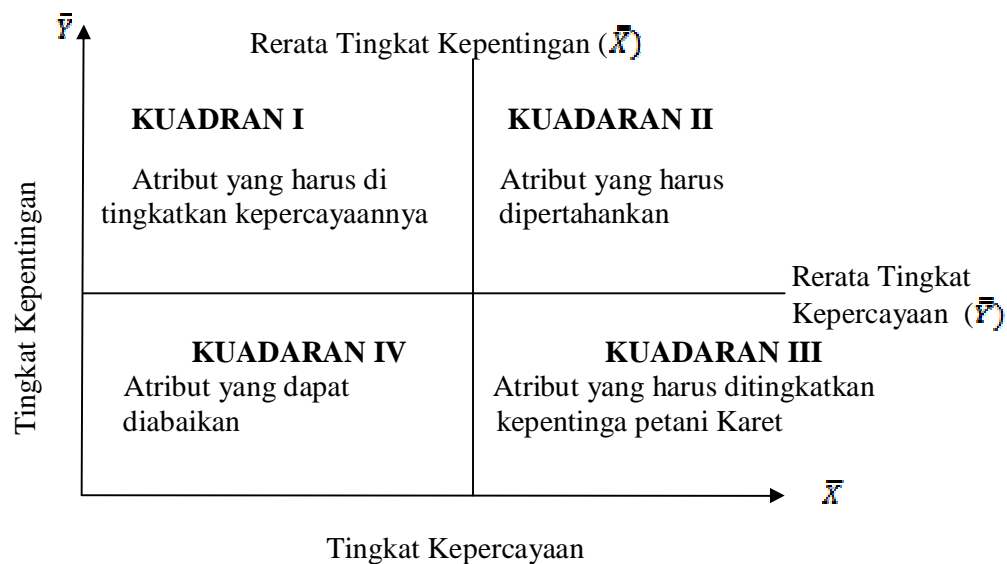 Ȳ
Rerata Tingkat Kepentingan (X̿)
KUADRAN I
Atribut yang harus di
tingkatkan kepercayaannya
KUADARAN II
Atribut yang harus
dipertahankan
Tingkat Kepentingan
Rerata Tingkat
Kepercayaan (Y̿)
KUADARAN IV
Atribut yang dapat
diabaikan
KUADARAN III
Atribut yang harus ditingkatkan
kepentinga petani Karet
X̅
Tingkat Kepercayaan